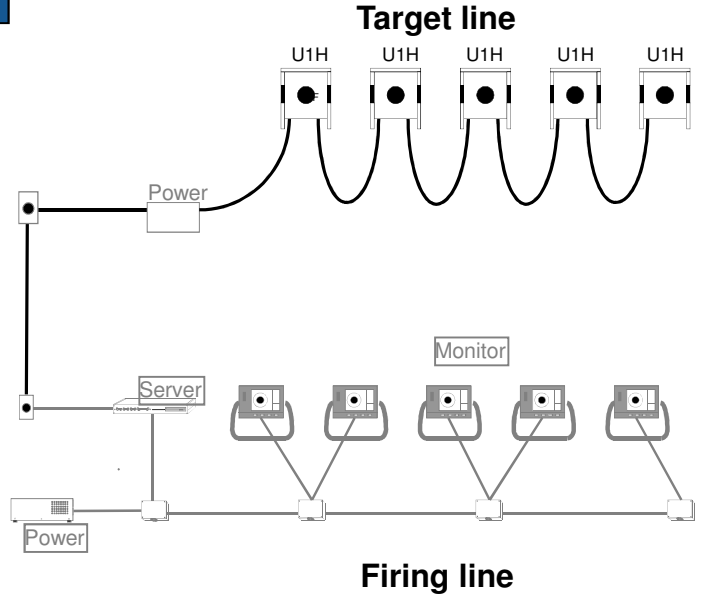 Target line
U1H U1H U1H U1H U1H
Power
Monitor
Server
Power
Firing line